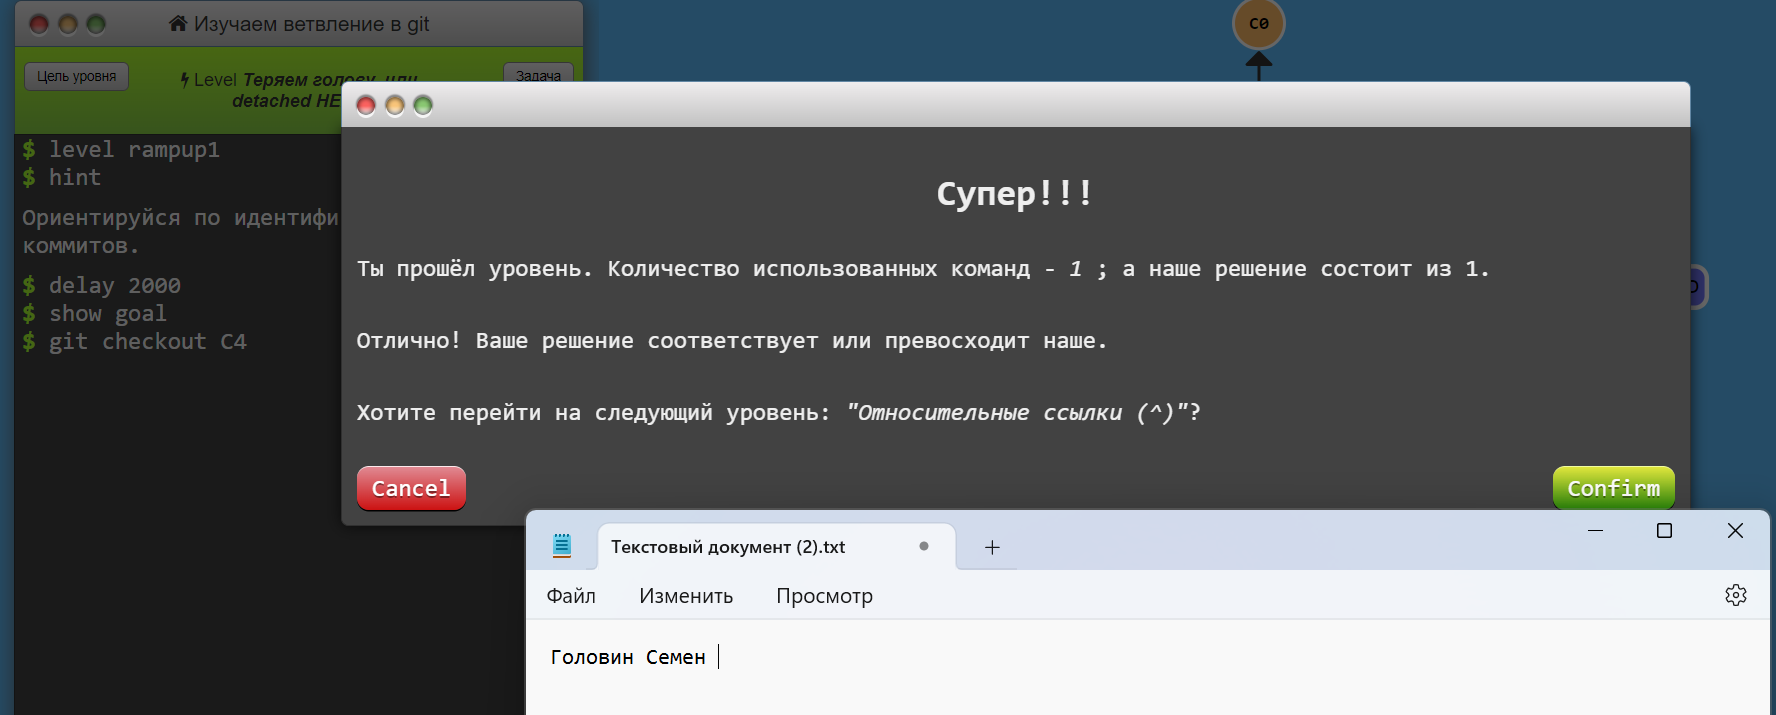 Изучаем ветвление в git
C0
Цель уровня
Level Теряем голову, или
detached HE
Задача
$ level rampup1
$ hint
Ориентируйся по идентифи
коммитов.
$ delay 2000
$ show goal
$ git checkout C4
Супер!!!
Ты прошёл уровень. Количество использованных команд - 1 ; а наше решение состоит из 1.
Отлично! Ваше решение соответствует или превосходит наше.
Хотите перейти на следующий уровень: "Относительные ссылки (^)"?
Cancel
Confirm
Текстовый документ (2).txt
Файл
Изменить
Просмотр
Головин Семен